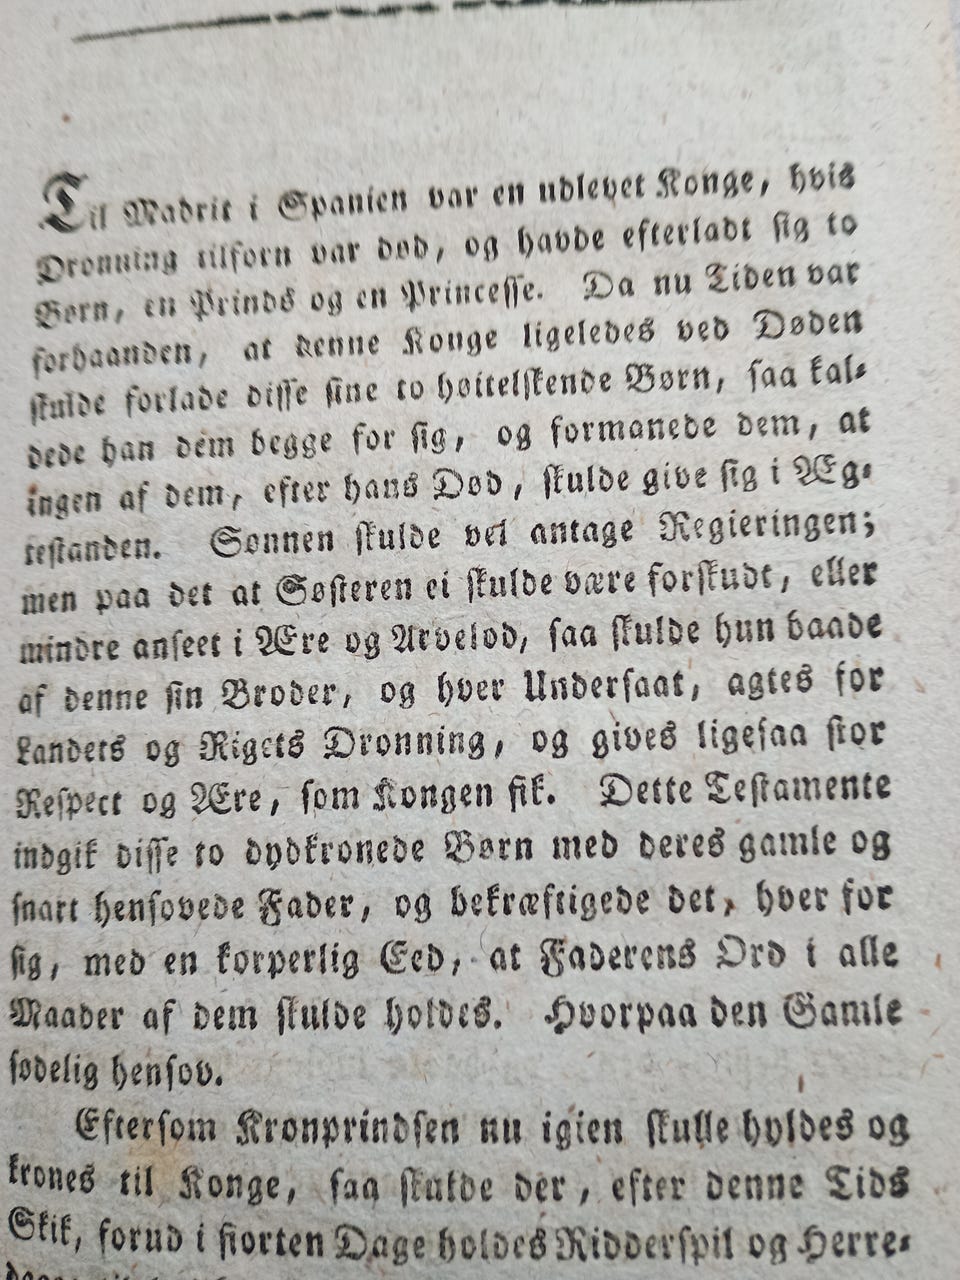 Til Madrit i Spanien var en udlevet Konge, hvis
Dronning tilforn var død, og havde efterladt sig to
Børn, en Prinds og en Princesse. Da nu Tiden var
forhaanden, at denne Konge ligeledes ved Døden
skulde forlade disse sine to høitelskende Børn, saa kal-
dede han dem begge for sig, og formanede dem, at
ingen af dem, efter hans Død, skulde give sig i Æg-
testanden. Sønnen skulde vel antage Regieringen;
men paa det at Søsteren ei skulde være forskudt, eller
mindre anseet i Ære og Arvelod, saa skulde hun baade
af denne sin Broder, og hver Undersaat, agtes for
Landets og Rigets Dronning, og gives ligesaa stor
Respect og Ære, som Kongen fik. Dette Testamente
indgik disse to dydkronede Børn med deres gamle og
snart hensovede Fader, og bekræftigede det, hver for
sig, med en korperlig Eed, at Faderens Ord i alle
Maader af dem skulde holdes. Hvorpaa den Gamle
sødelig hensov.
Eftersom Kronprindsen nu igien skulle hyldes og
krones til Konge, saa skulde der, efter denne Tids
Skik, forud i fiorten Dage holdes Ridderspil og Herre-